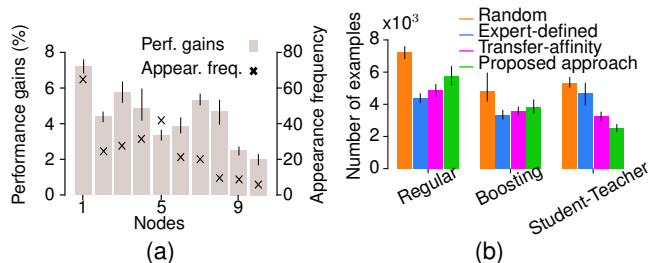 Perf. gains
Appear. freq.
Performance gains (%)
8
6
4
2
0
80
60
40
20
0
Appearance frequency
1
5
9
Nodes
(a)
×10³
Random
Expert-defined
Transfer-affinity
Proposed approach
Number of examples
8
6
4
2
0
Regular
Boosting
Student-Teacher
(b)